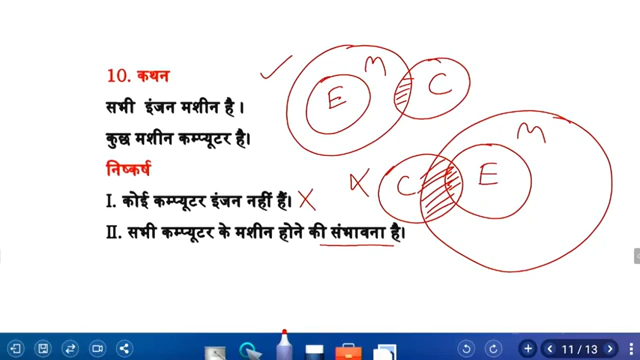 10. कथन
सभी इंजन मशीन है ।
कुछ मशीन कम्प्यूटर है।
निष्कर्ष
I. कोई कम्प्यूटर इंजन नहीं हैं।
II. सभी कम्प्यूटर के मशीन होने की संभावना है।
M
E
C
M
C
E
11 / 13